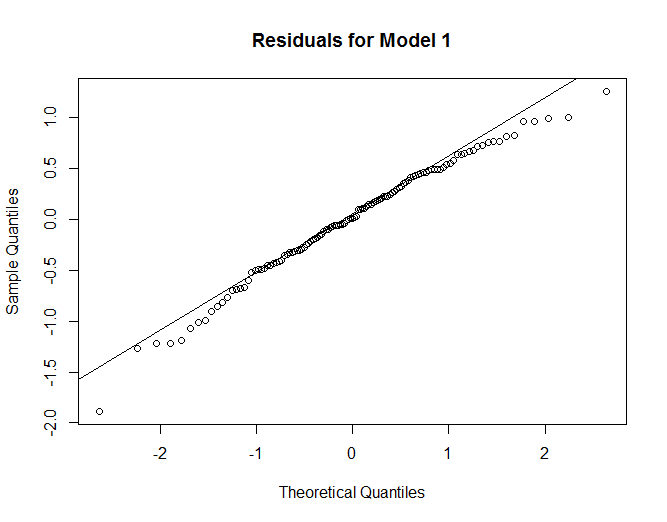 Residuals for Model 1
Sample Quantiles
1.0
0.5
0.0
-0.5
-1.0
-1.5
-2.0
-2 -1 0 1 2
Theoretical Quantiles